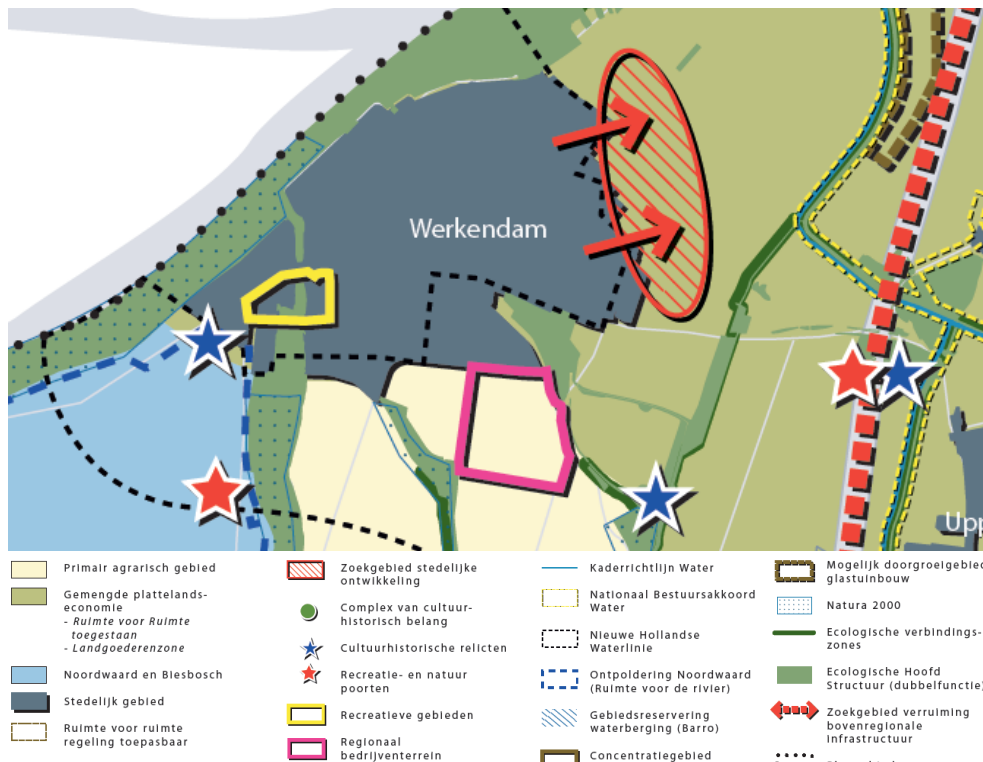 Werkendam
Upp
Primair agrarisch gebied
Gemengde plattelands-
economie
- Ruimte voor Ruimte
toegestaan
- Landgoederenzone
Noordwaard en Biesbosch
Stedelijk gebied
Ruimte voor ruimte
regeling toepasbaar
Zoekgebied stedelijke
ontwikkeling
Complex van cultuur-
historisch belang
Cultuurhistorische relicten
Recreatie- en natuur
poorten
Recreatieve gebieden
Regionaal
bedrijventerrein
Kaderrichtlijn Water
Nationaal Bestuursakkoord
Water
Nieuwe Hollandse
Waterlinie
Ontpoldering Noordwaard
(Ruimte voor de rivier)
Gebiedsreservering
waterberging (Barro)
Concentratiegebied
Mogelijk doorgroeigebied
glastuinbouw
Natura 2000
Ecologische verbindings-
zones
Ecologische Hoofd
Structuur (dubbelfunctie)
Zoekgebied verruiming
bovenregionale
infrastructuur